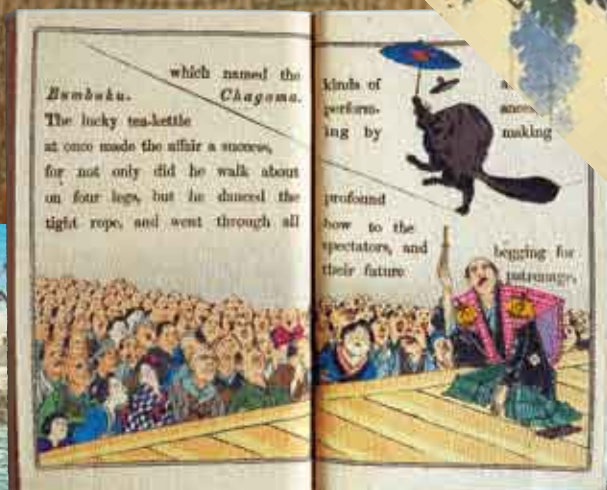 which named the
Bumbuku. Chagoma.
The lucky tea-kettle
at once made the affair a success,
for not only did he walk about
on four legs, but he danced the
tight rope, and went through all
kinds of
perform-
ing by making
profound
bow to the
spectators, and begging for
their future patronage.